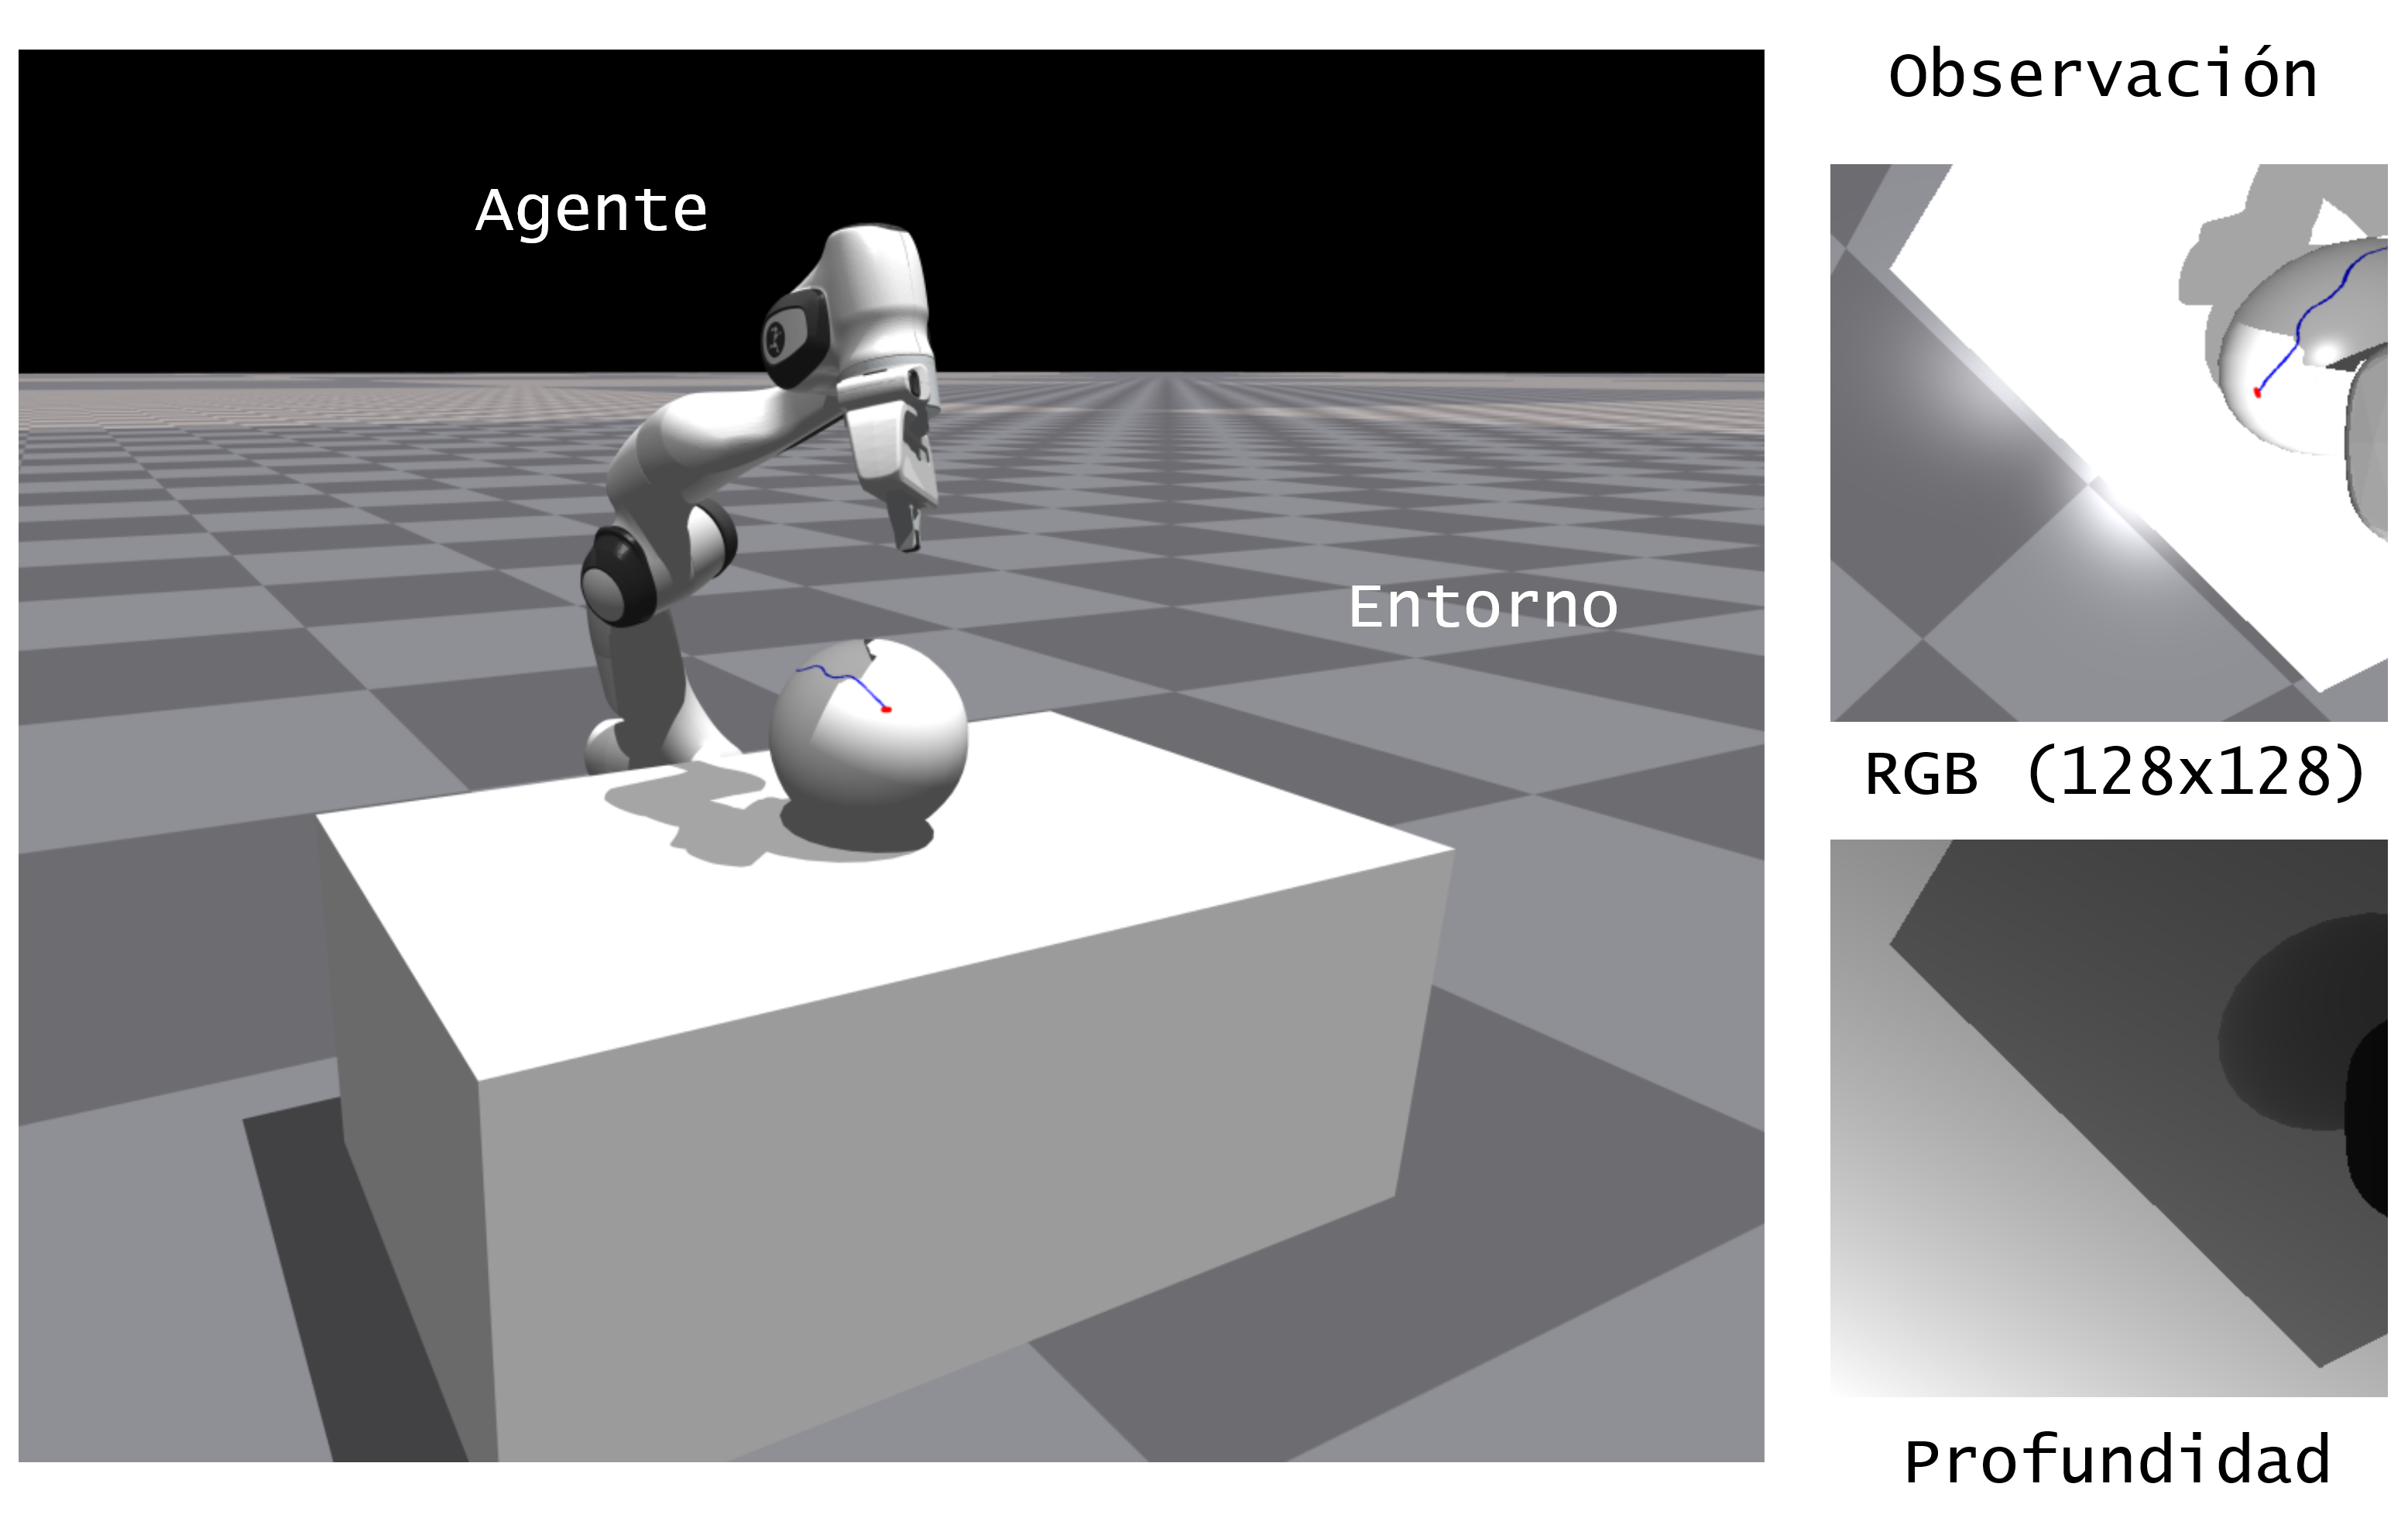 Observación
Agente
Entorno
RGB (128x128)
Profundidad